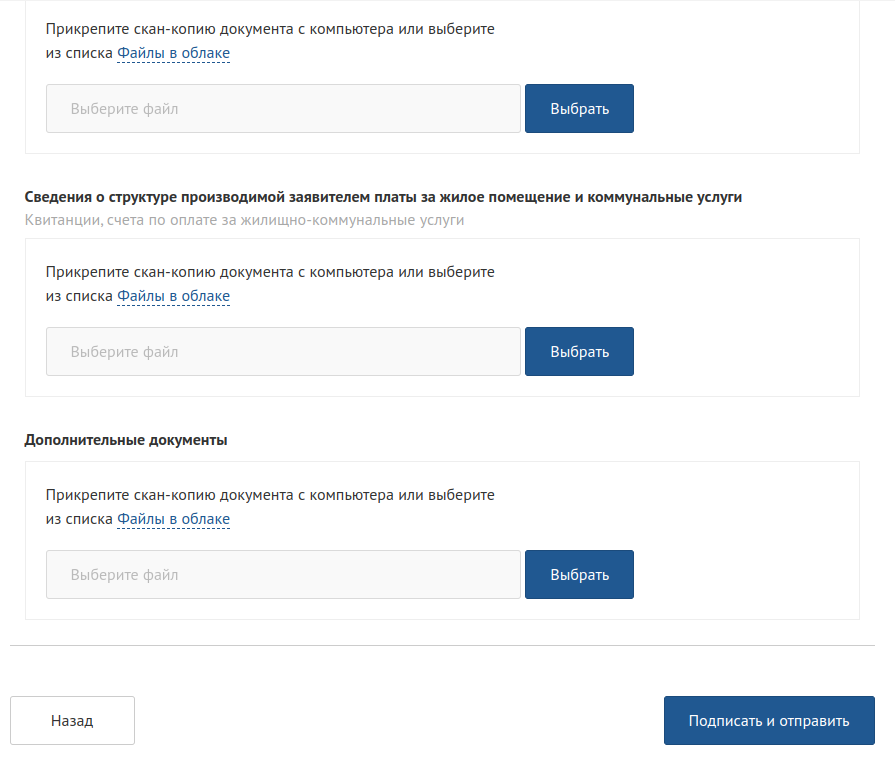 Прикрепите скан-копию документа с компьютера или выберите
из списка Файлы в облаке
Выберите файл
Выбрать
Сведения о структуре производимой заявителем платы за жилое помещение и коммунальные услуги
Квитанции, счета по оплате за жилищно-коммунальные услуги
Прикрепите скан-копию документа с компьютера или выберите
из списка Файлы в облаке
Выберите файл
Выбрать
Дополнительные документы
Прикрепите скан-копию документа с компьютера или выберите
из списка Файлы в облаке
Выберите файл
Выбрать
Назад
Подписать и отправить